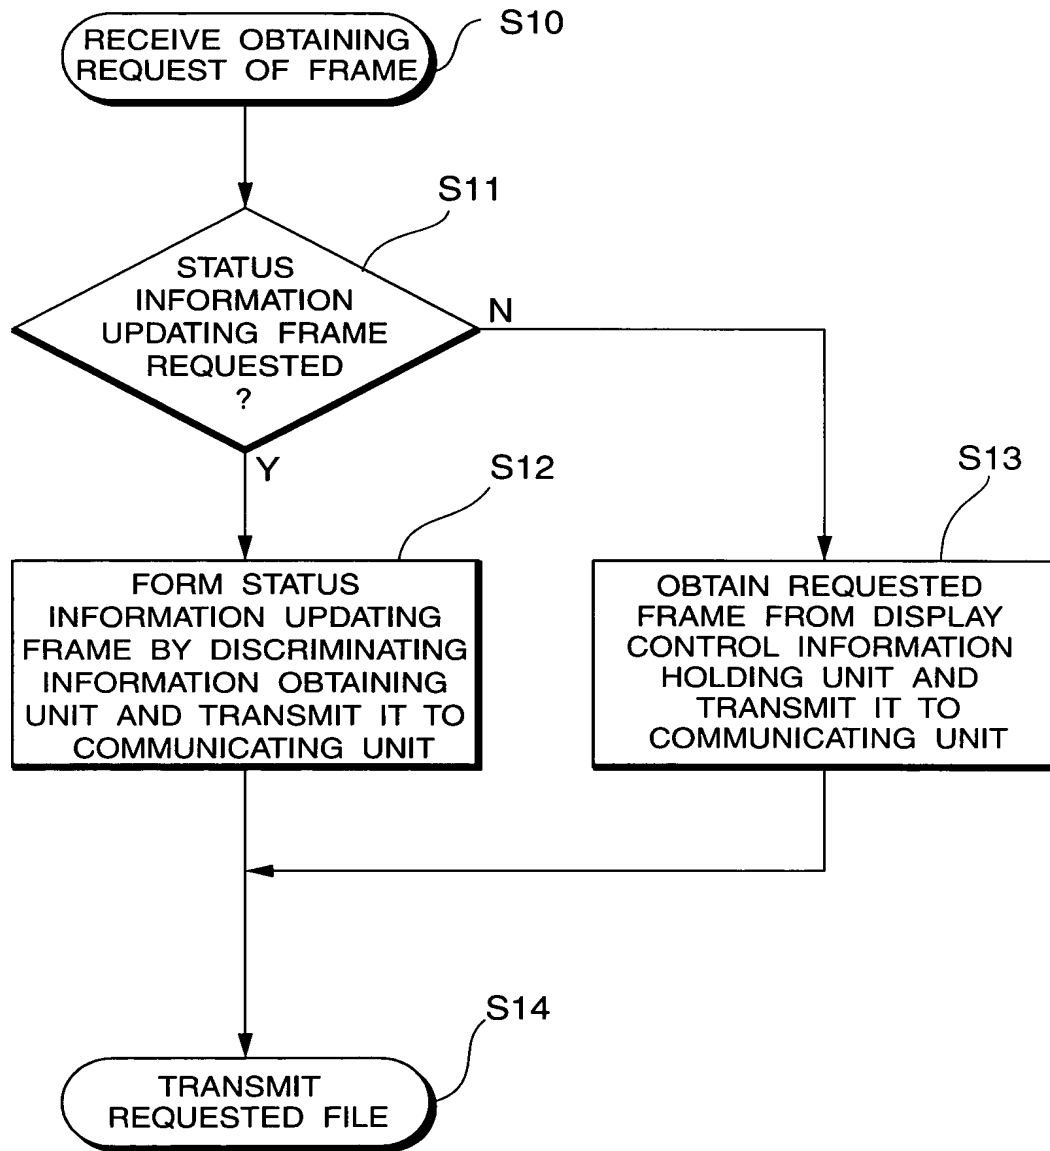 S10
RECEIVE OBTAINING
REQUEST OF FRAME
S11
STATUS
INFORMATION
UPDATING FRAME
REQUESTED
?
N
Y
S12
FORM STATUS
INFORMATION UPDATING
FRAME BY DISCRIMINATING
INFORMATION OBTAINING
UNIT AND TRANSMIT IT TO
COMMUNICATING UNIT
S13
OBTAIN REQUESTED
FRAME FROM DISPLAY
CONTROL INFORMATION
HOLDING UNIT AND
TRANSMIT IT TO
COMMUNICATING UNIT
S14
TRANSMIT
REQUESTED FILE